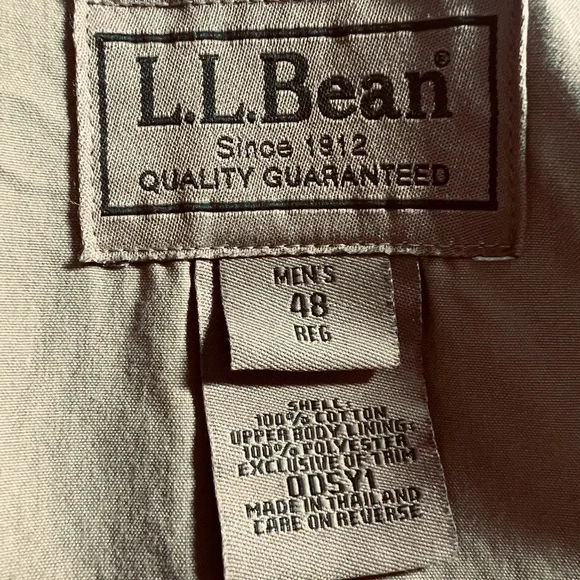 L.L.Bean®
Since 1912
QUALITY GUARANTEED
MEN'S
48
REG
SHELL:
100% COTTON
UPPER BODY LINING:
100% POLYESTER
EXCLUSIVE OF TRIM
0DSY1
MADE IN THAILAND
CARE ON REVERSE